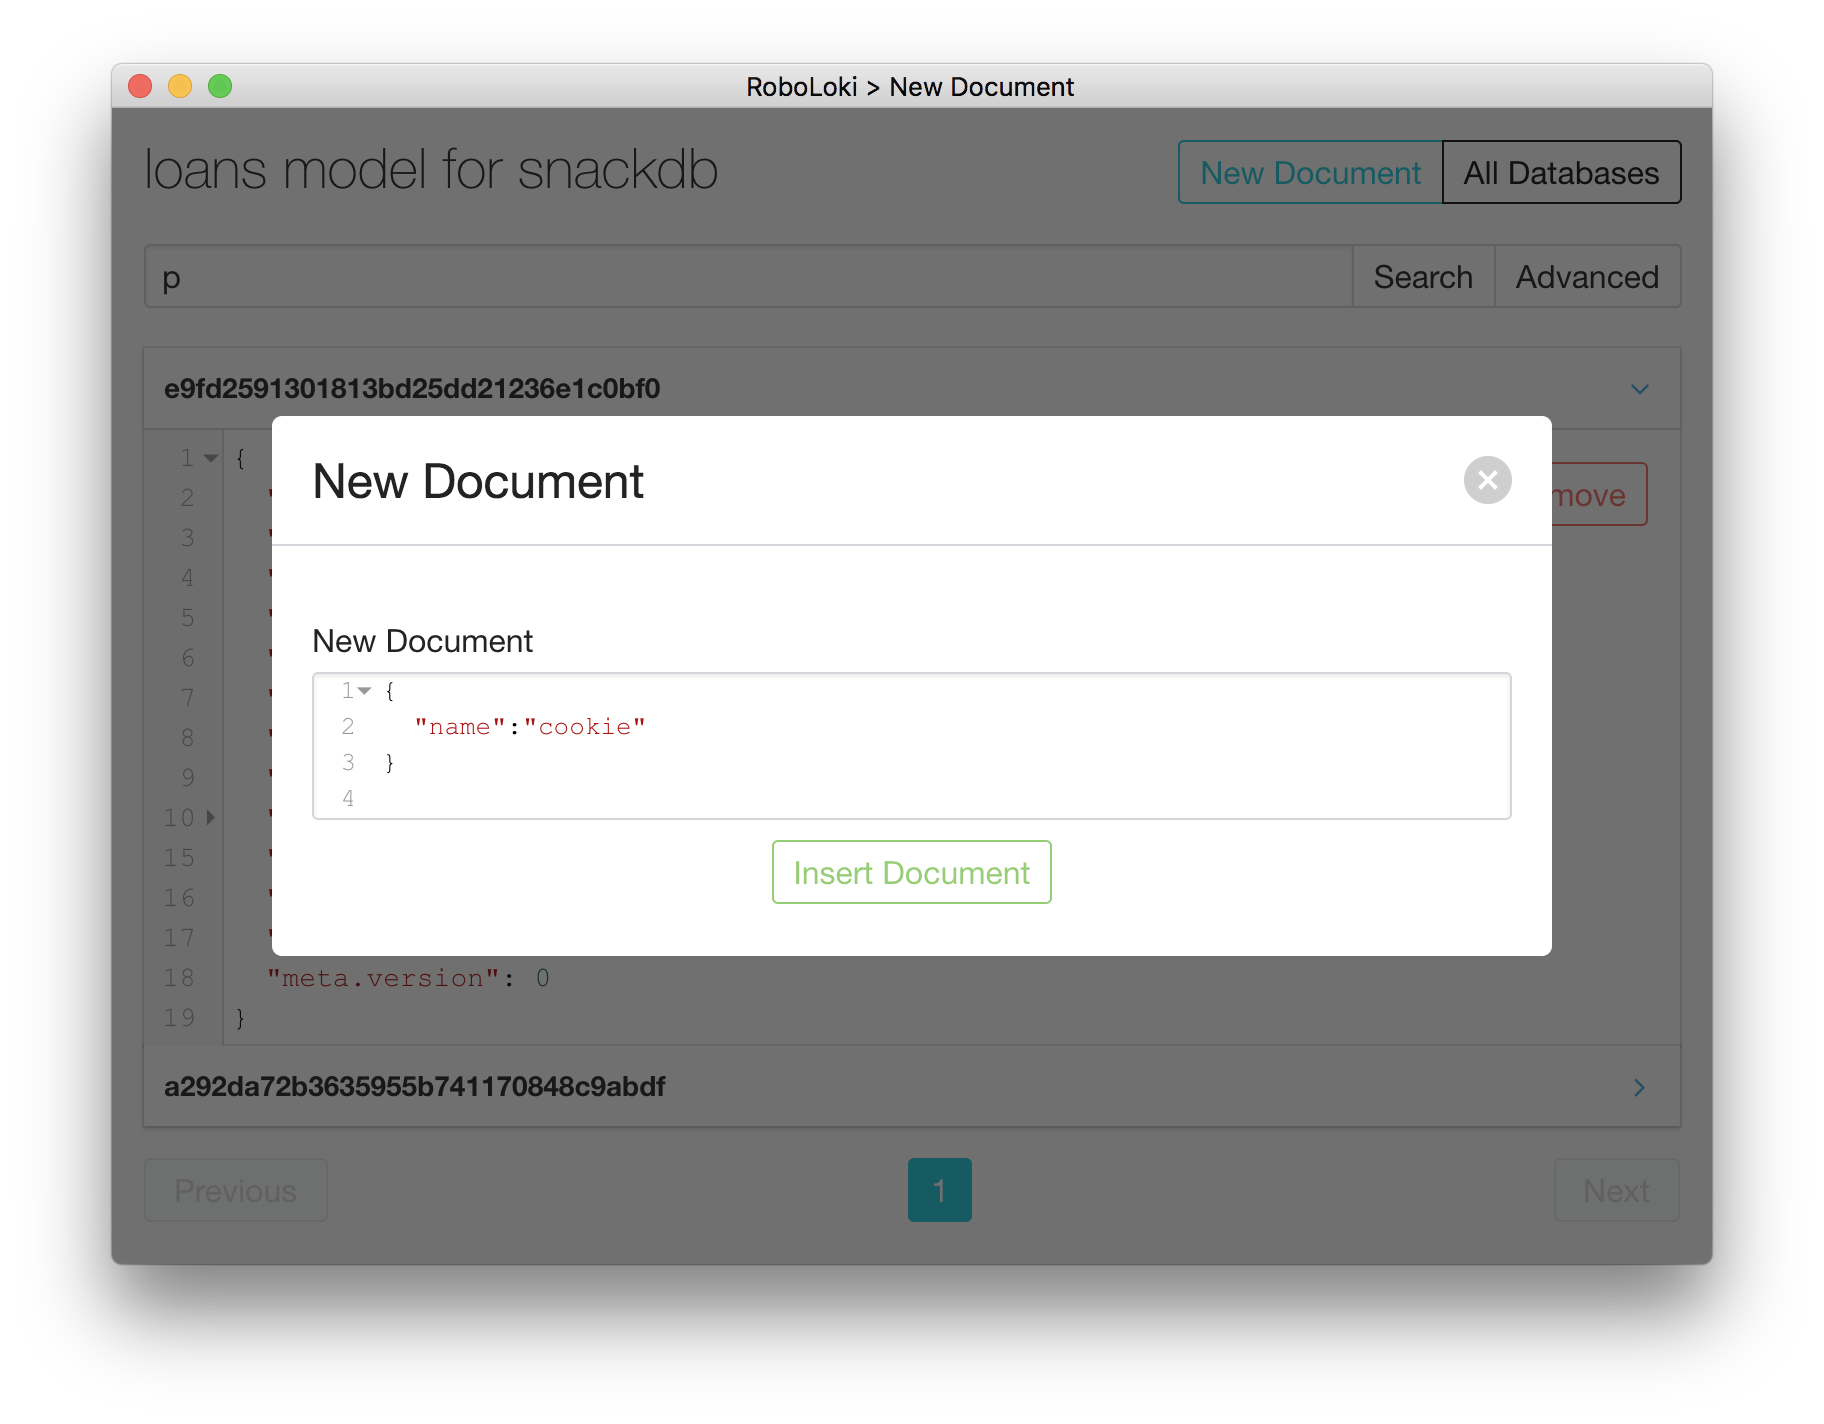 RoboLoki > New Document
loans model for snackdb
New Document
All Databases
p
Search
Advanced
e9fd2591301813bd25dd21236e1c0bf0
New Document
New Document
1 {
2 "name":"cookie"
3 }
4
Insert Document
1 {
2 "
3 "
4 "
5 "
6 "
7 "
8 "
9 "
10 "
15 "
16 "
17 "
18 "meta.version": 0
19 }
move
a292da72b3635955b741170848c9abdf
Previous
1
Next